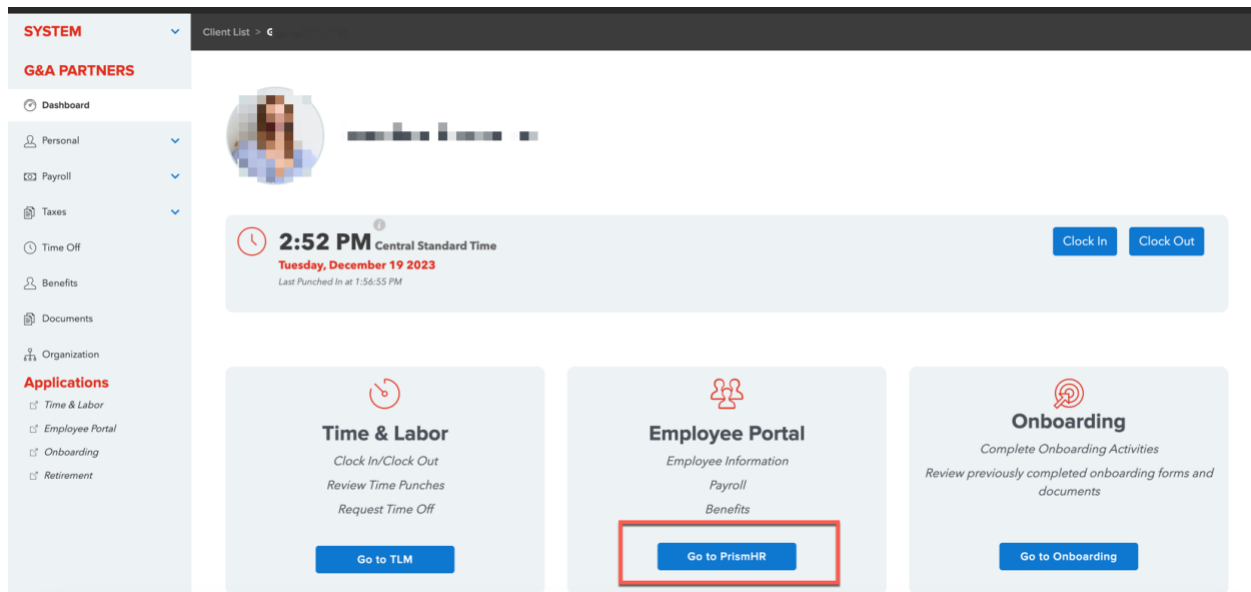 SYSTEM
Client List > G
G&A PARTNERS
Dashboard
Personal
Payroll
Taxes
Time Off
Benefits
Documents
Organization
Applications
Time & Labor
Employee Portal
Onboarding
Retirement
2:52 PM Central Standard Time
Tuesday, December 19 2023
Last Punched In at 1:56:55 PM
Clock In
Clock Out
Time & Labor
Clock In/Clock Out
Review Time Punches
Request Time Off
Go to TLM
Employee Portal
Employee Information
Payroll
Benefits
Go to PrismHR
Onboarding
Complete Onboarding Activities
Review previously completed onboarding forms and
documents
Go to Onboarding